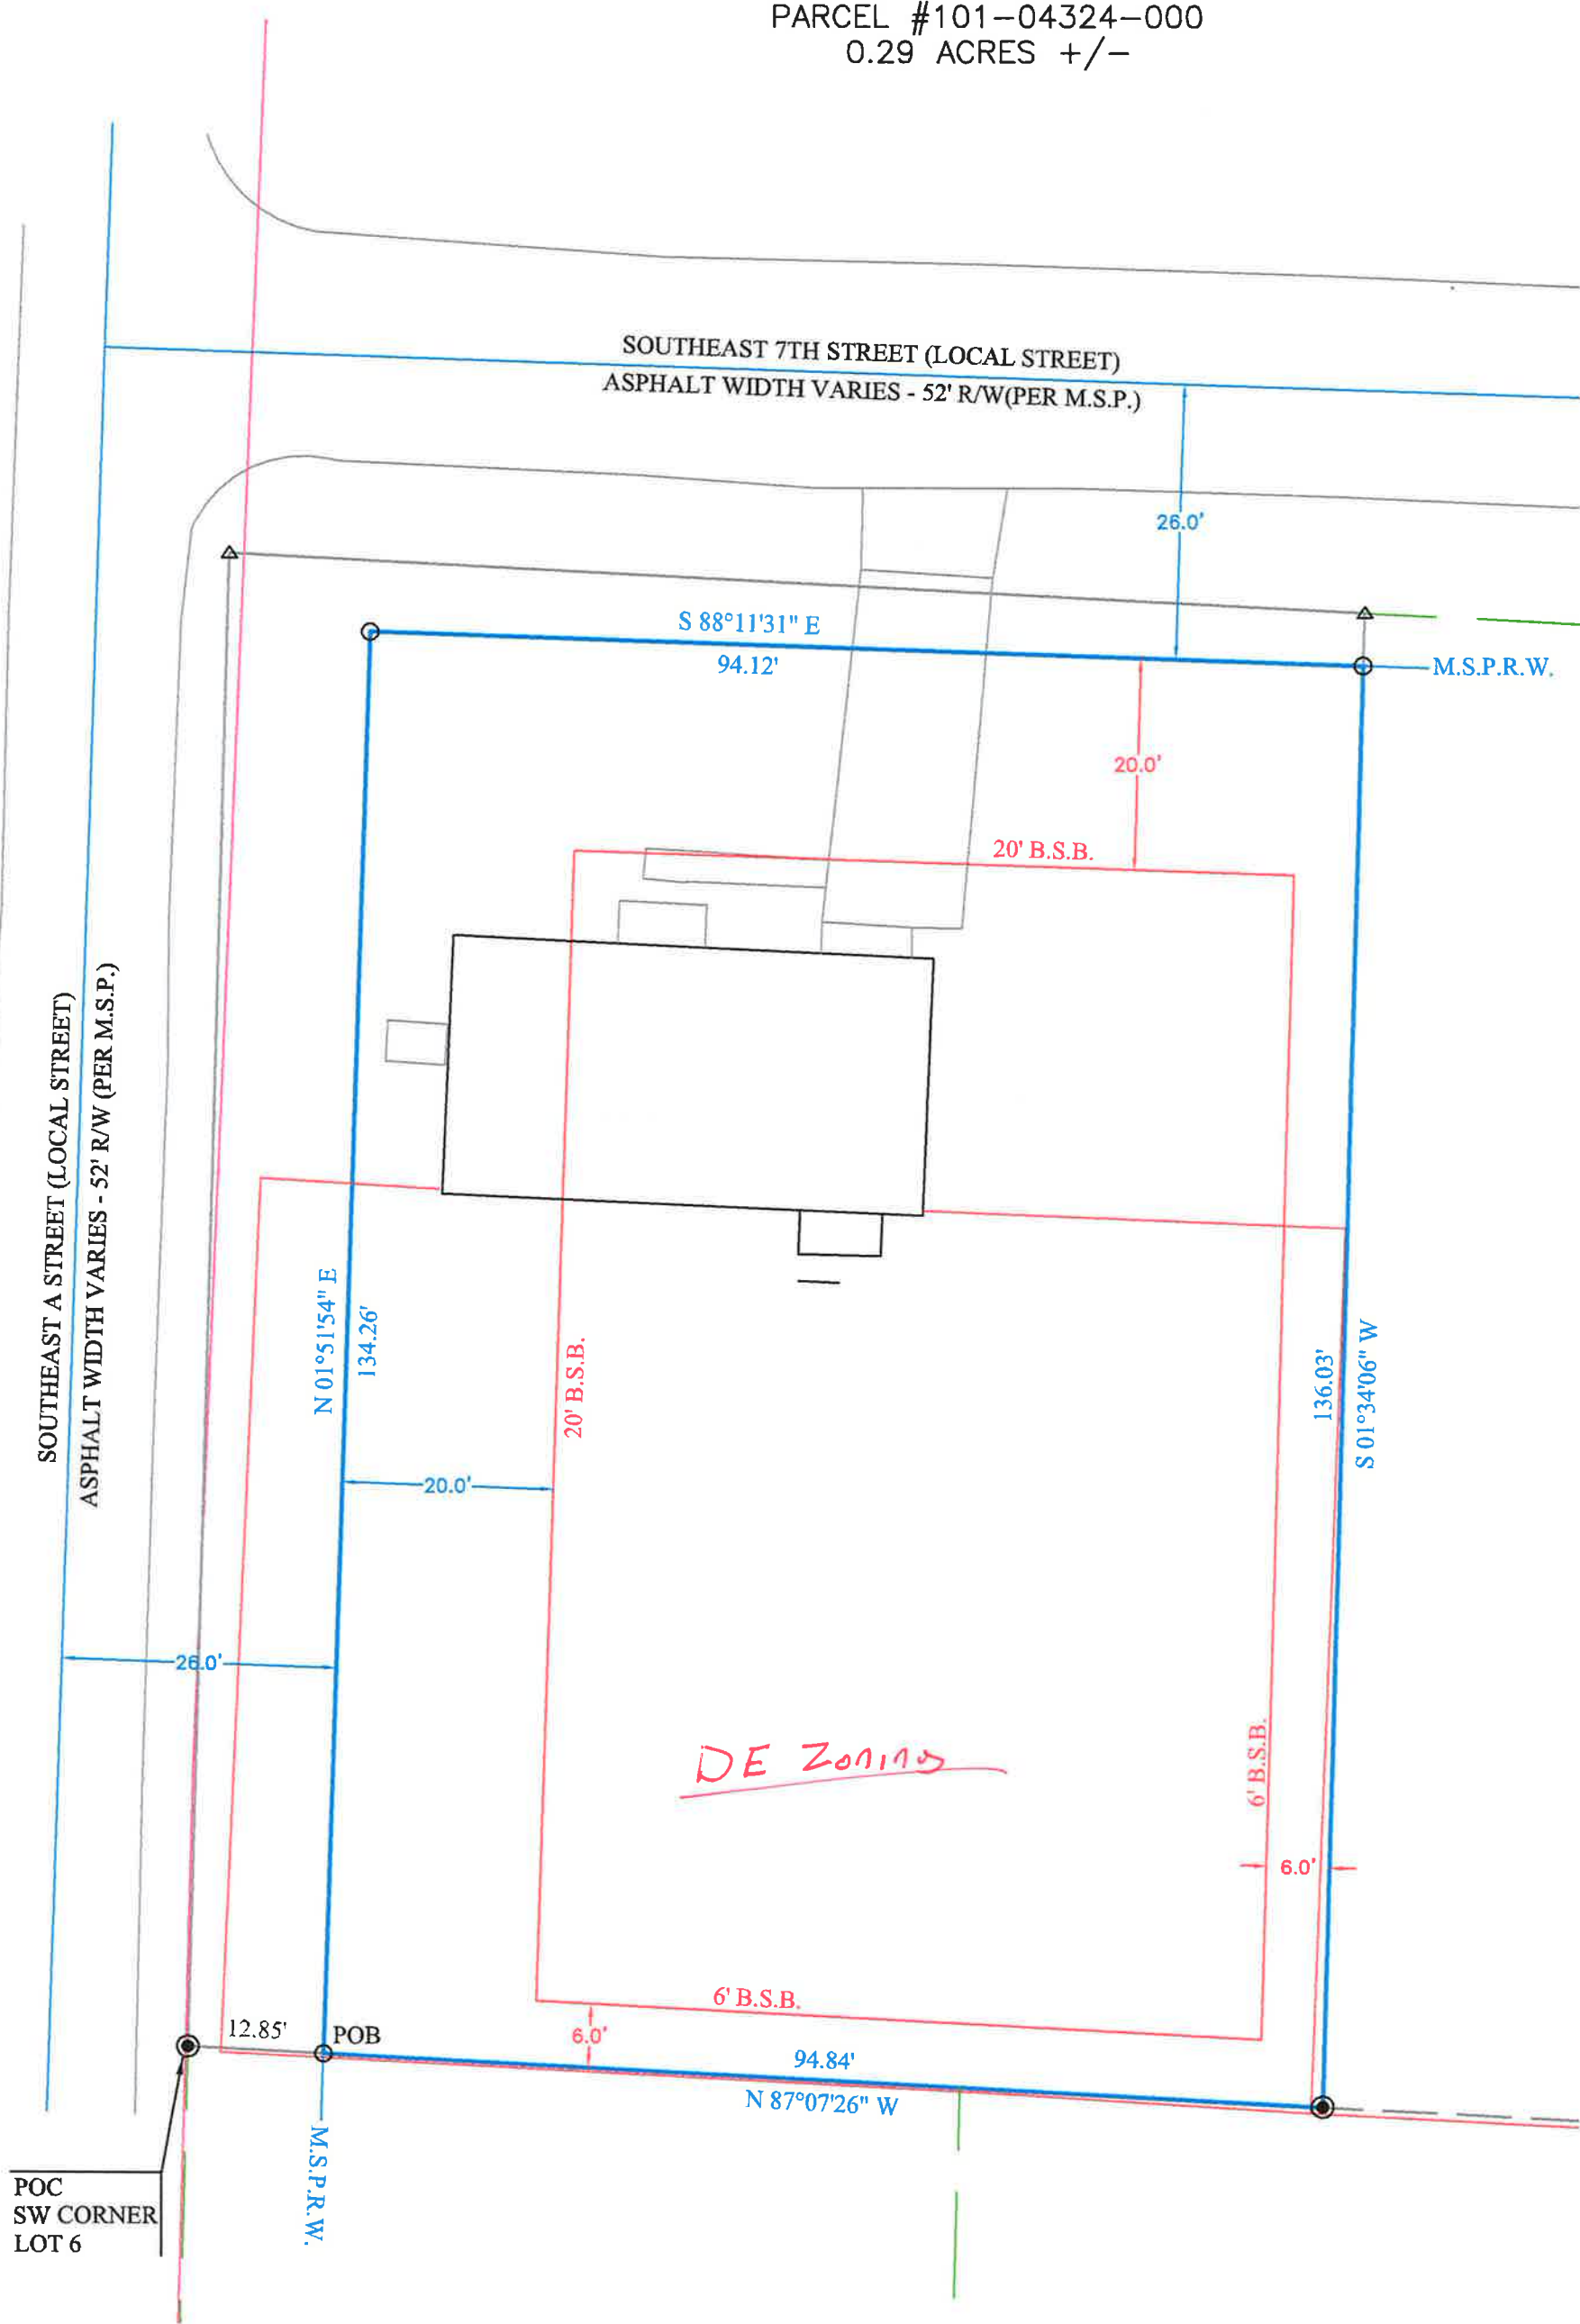 PARCEL #101-04324-000
0.29 ACRES +/-
SOUTHEAST 7TH STREET (LOCAL STREET)
ASPHALT WIDTH VARIES - 52' R/W(PER M.S.P.)
26.0'
S 88°11'31" E
94.12'
M.S.P.R.W.
20.0'
20' B.S.B.
SOUTHEAST A STREET (LOCAL STREET)
ASPHALT WIDTH VARIES - 52' R/W (PER M.S.P.)
N 01°51'54" E
134.26'
20' B.S.B.
136.03'
S 01°34'06" W
20.0'
26.0'
DE Zoning
6' B.S.B.
6.0'
6' B.S.B.
6.0'
12.85'
POB
94.84'
N 87°07'26" W
M.S.P.R.W.
POC
SW CORNER
LOT 6